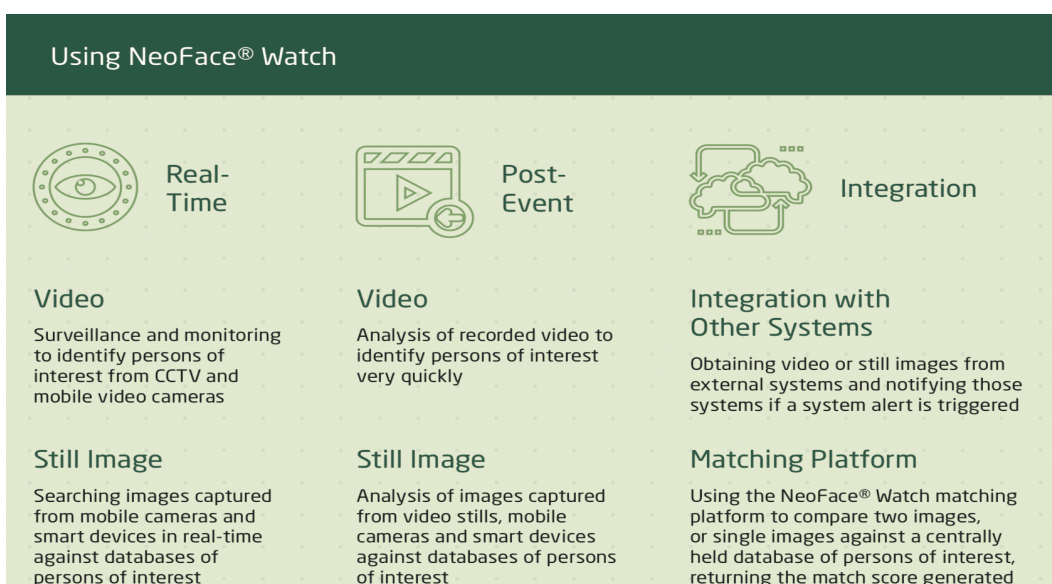 Using NeoFace® Watch
Real-
Time
Video
Surveillance and monitoring
to identify persons of
interest from CCTV and
mobile video cameras
Still Image
Searching images captured
from mobile cameras and
smart devices in real-time
against databases of
persons of interest
Post-
Event
Video
Analysis of recorded video to
identify persons of interest
very quickly
Still Image
Analysis of images captured
from video stills, mobile
cameras and smart devices
against databases of persons
of interest
Integration
Integration with
Other Systems
Obtaining video or still images from
external systems and notifying those
systems if a system alert is triggered
Matching Platform
Using the NeoFace® Watch matching
platform to compare two images,
or single images against a centrally
held database of persons of interest,
returning the match score generated